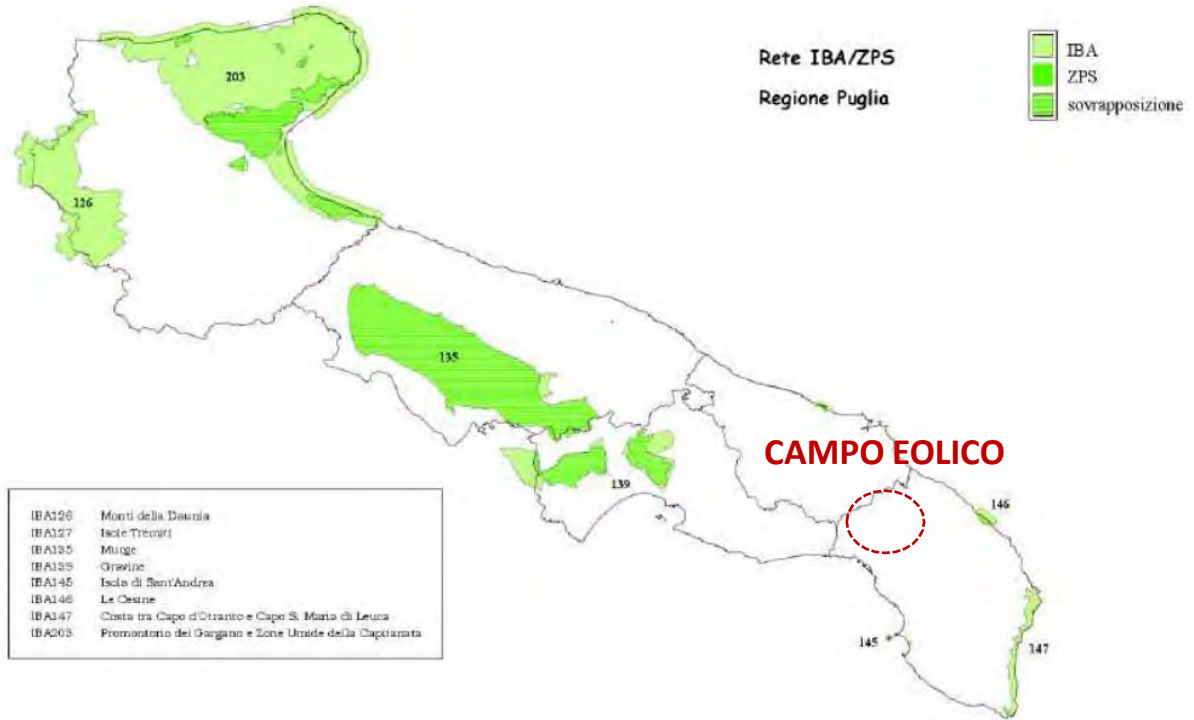 203
Rete IBA/ZPS
Regione Puglia
IBA
ZPS
sovrapposizione
126
135
CAMPO EOLICO
139
146
145
147
IBA126 Monti della Daunia
IBA127 Isole Tremiti
IBA135 Murge
IBA139 Gravine
IBA145 Isola di Sant'Andrea
IBA146 Le Cesine
IBA147 Costa tra Capo d'Otranto e Capo S. Maria di Leuca
IBA203 Promontorio del Gargano e Zone Umide della Capitanata